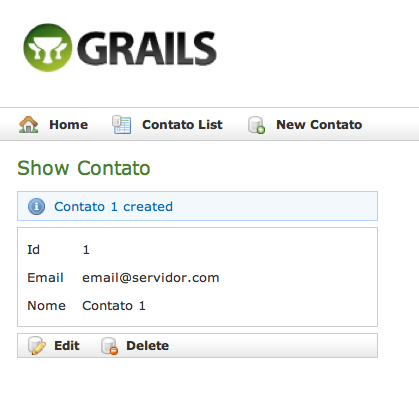 GRAILS
Home Contato List New Contato
Show Contato
Contato 1 created
Id 1
Email email@servidor.com
Nome Contato 1
Edit Delete